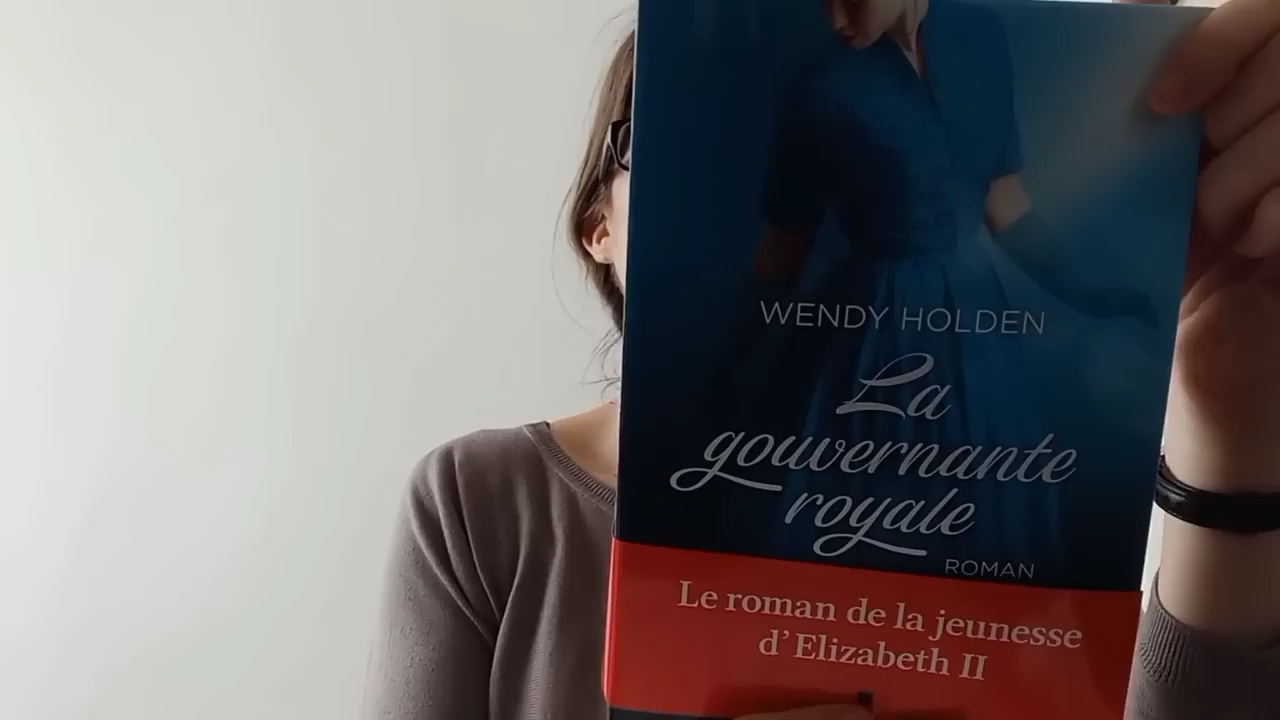 WENDY HOLDEN
La
gouvernante
royale
ROMAN
Le roman de la jeunesse
d'Elizabeth II